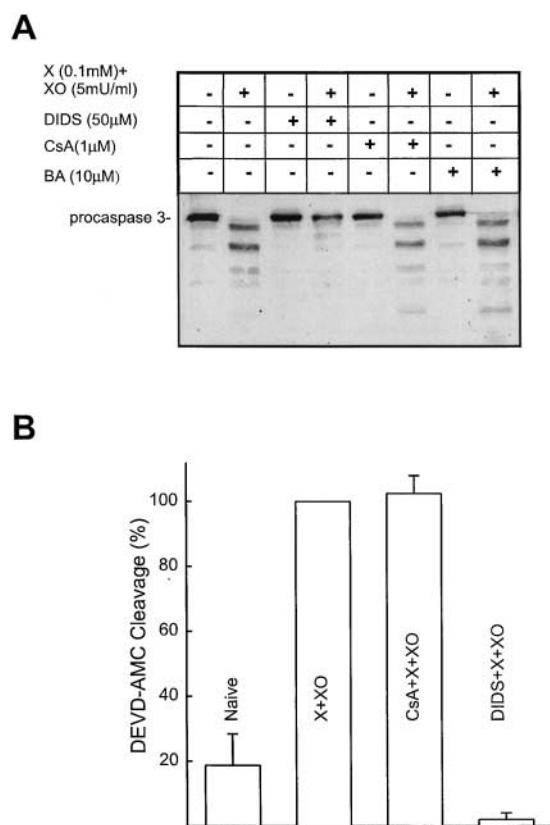 A
X (0.1mM)+
XO (5mU/ml) - + - + - + - +
DIDS (50μM) - - + + - - - -
CsA(1μM) - - - - + + - -
BA (10μM) - - - - - - + +
procaspase 3-
B
DEVD-AMC Cleavage (%)
100
80
60
40
20
Naive
X+XO
CsA+X+XO
DIDS+X+XO